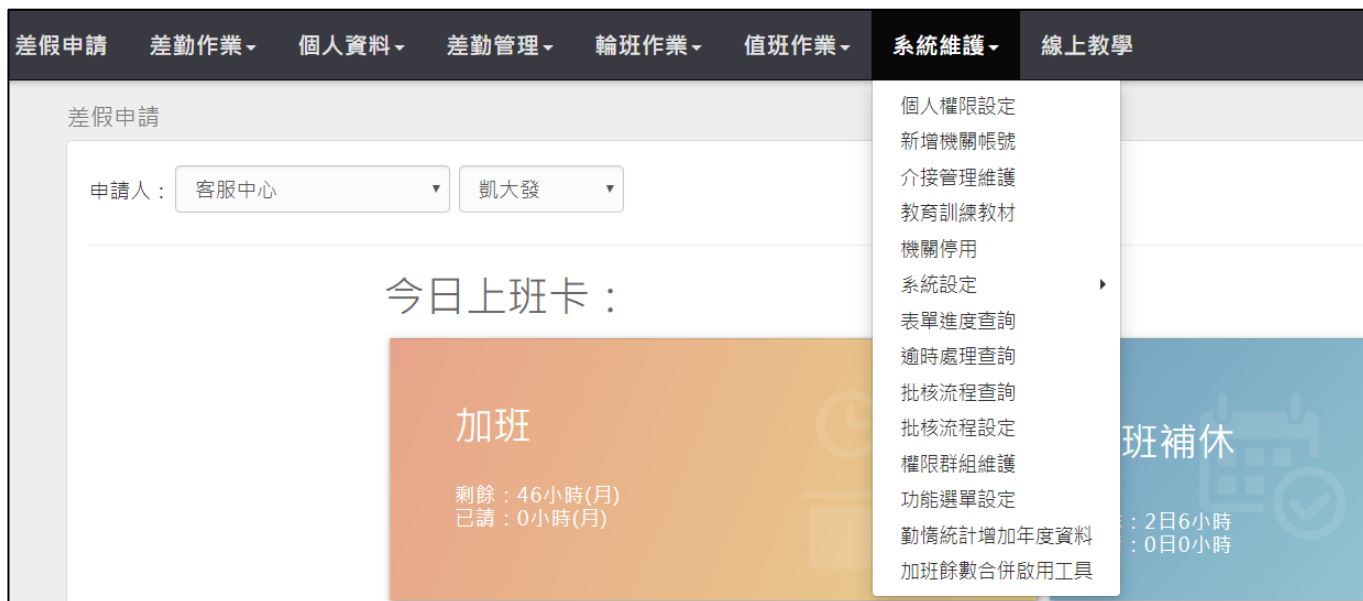 差假申請 差勤作業 個人資料 差勤管理 輪班作業 值班作業 系統維護 線上教學
差假申請
申請人： 客服中心 凱大發
今日上班卡：
加班
剩餘：46小時(月)
已請：0小時(月)
個人權限設定
新增機關帳號
介接管理維護
教育訓練教材
機關停用
系統設定
表單進度查詢
逾時處理查詢
批核流程查詢
批核流程設定
權限群組維護
功能選單設定
勤惰統計增加年度資料
加班餘數合併啟用工具
班補休
：2日6小時
：0日0小時